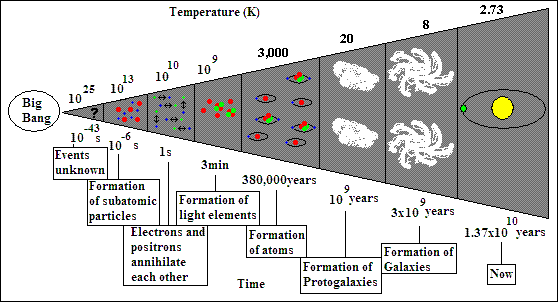 Temperature (K)
10^25
10^13
10^10
10^9
3,000
20
8
2.73
Big
Bang
?
10^-43 s
10^-6 s
1s
3min
380,000years
10^9 years
3x10^9 years
1.37x10^10 years
Events
unknown
Formation
of subatomic
particles
Electrons and
positrons
annihilate
each other
Formation of
light elements
Formation
of atoms
Formation of
Protogalaxies
Formation of
Galaxies
Now
Time